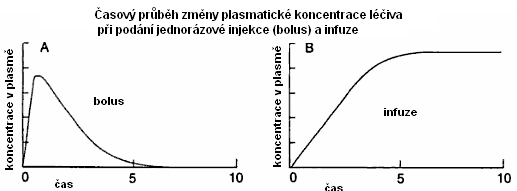 Časový průběh změny plasmatické koncentrace léčiva
při podání jednorázové injekce (bolus) a infuze
A
koncentrace v plasmě
bolus
0
5
10
čas
B
koncentrace v plasmě
infuze
0
5
10
čas